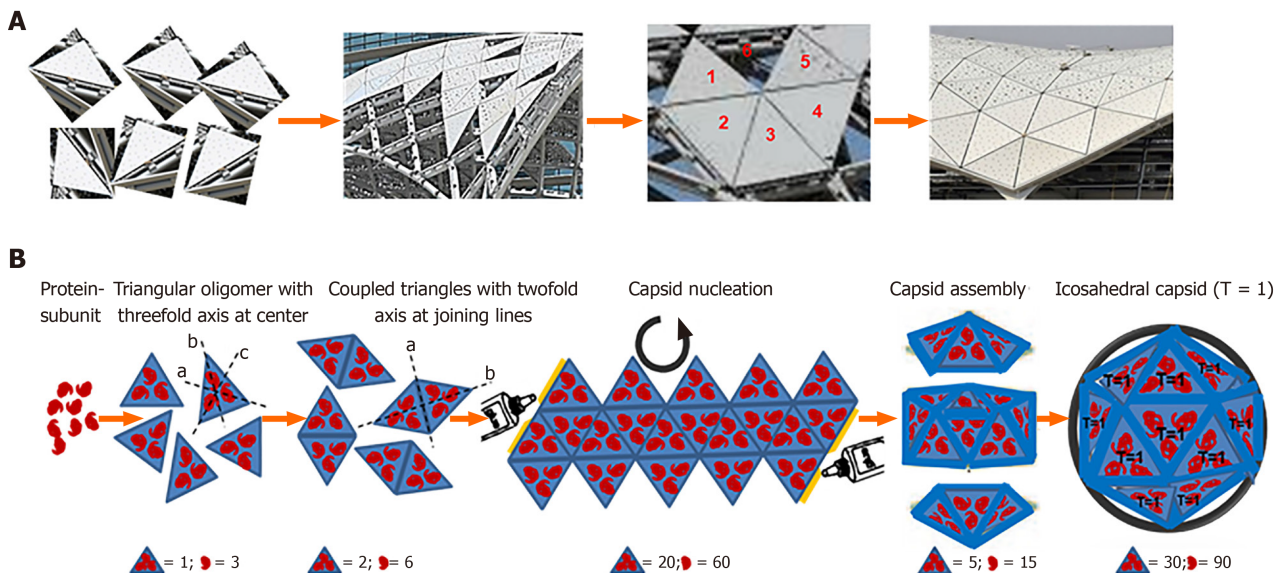 A
1
6
5
2
4
3
B
Protein-
subunit
Triangular oligomer with
threefold axis at center
Coupled triangles with twofold
axis at joining lines
Capsid nucleation
Capsid assembly
Icosahedral capsid (T = 1)
b
c
a
a
b
T=1
T=1
T=1
T=1
T=1
T=1
T=1
T=1
T=1
T=1
= 1; = 3
= 2; = 6
= 20; = 60
= 5; = 15
= 30; = 90